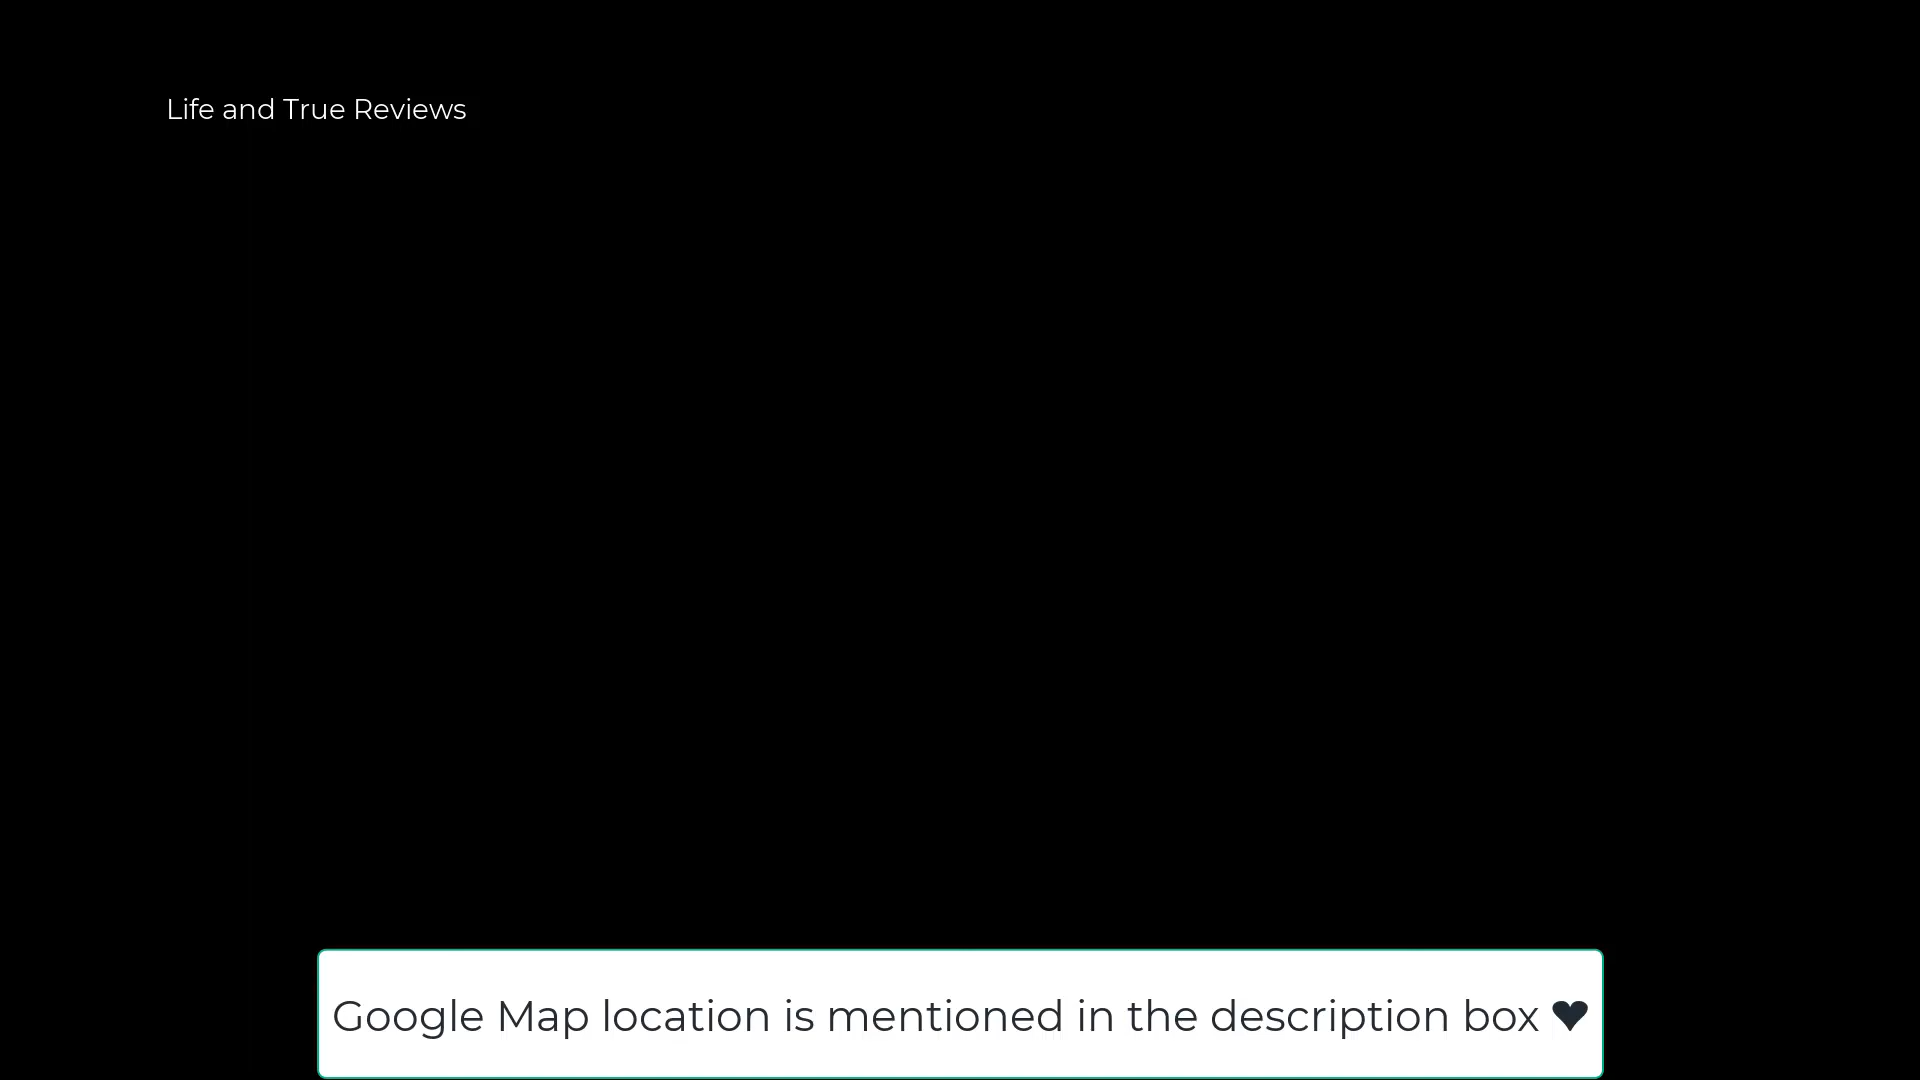 Life and True Reviews
Google Map location is mentioned in the description box ❤